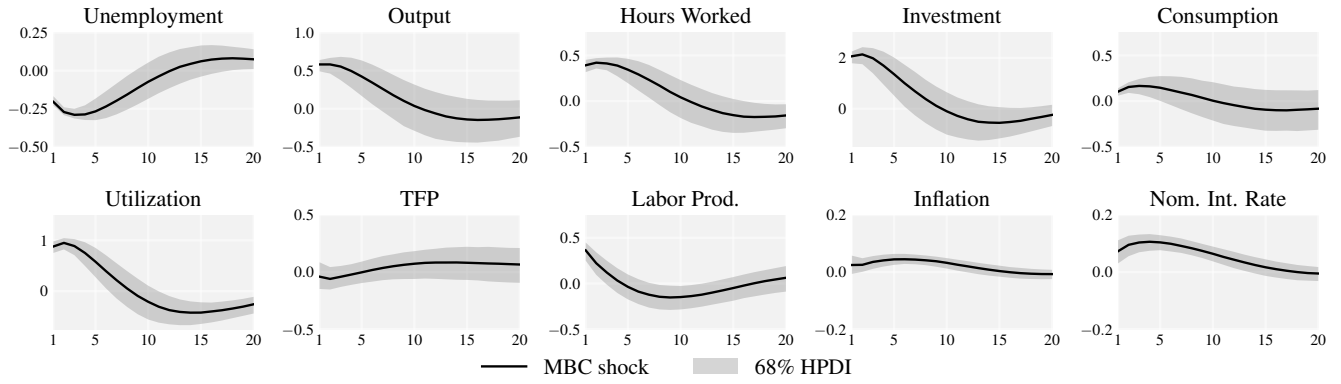 Unemployment
0.25
0.00
−0.25
−0.50
1 5 10 15 20
Output
1.0
0.5
0.0
−0.5
1 5 10 15 20
Hours Worked
0.5
0.0
−0.5
1 5 10 15 20
Investment
2
0
1 5 10 15 20
Consumption
0.5
0.0
−0.5
1 5 10 15 20
Utilization
1
0
1 5 10 15 20
TFP
0.5
0.0
−0.5
1 5 10 15 20
Labor Prod.
0.5
0.0
−0.5
1 5 10 15 20
Inflation
0.2
0.0
−0.2
1 5 10 15 20
Nom. Int. Rate
0.2
0.0
−0.2
1 5 10 15 20
MBC shock 68% HPDI